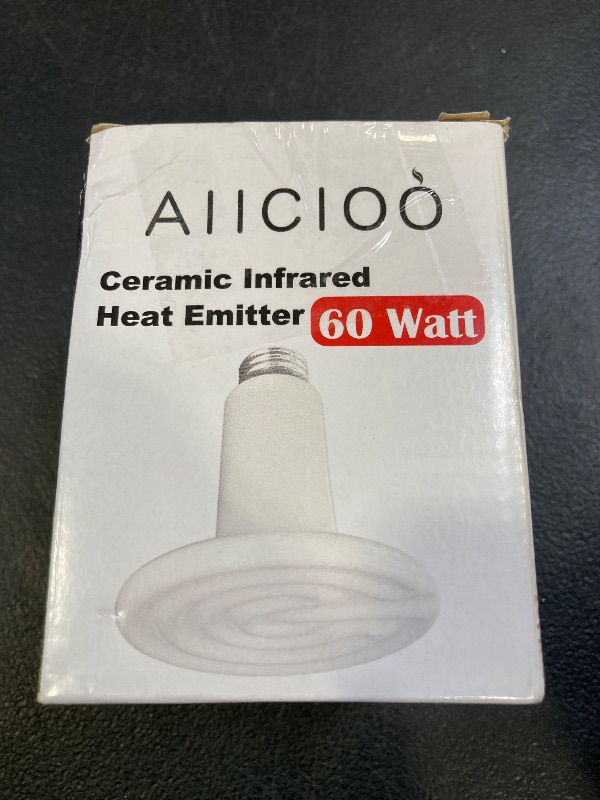 AIICIOO
Ceramic Infrared
Heat Emitter 60 Watt